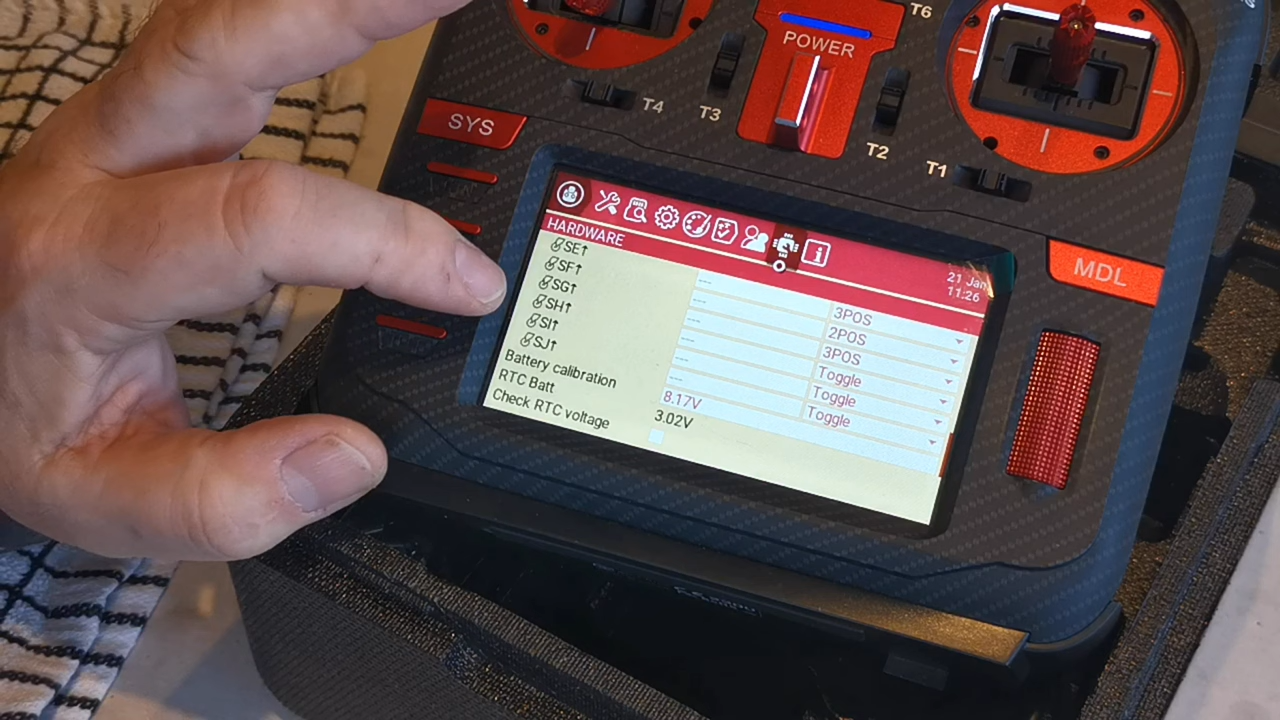 T6
POWER
T4
T3
SYS
T2
T1
HARDWARE
21 Jan
11:26
MDL
SE↑
--- 3POS
SF↑
--- 2POS
SG↑
--- 3POS
SH↑
--- Toggle
SI↑
--- Toggle
SJ↑
--- Toggle
Battery calibration
8.17V
RTC Batt
3.02V
Check RTC voltage